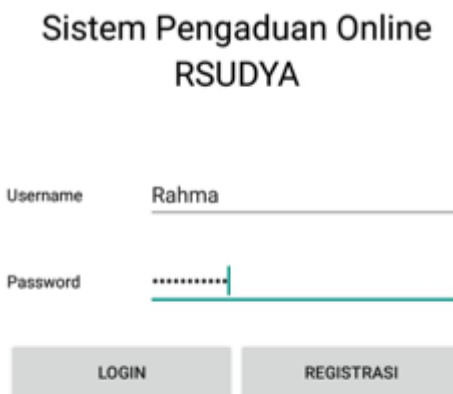 Sistem Pengaduan Online
RSUDYA
Username Rahma
Password •••••••••••
LOGIN REGISTRASI